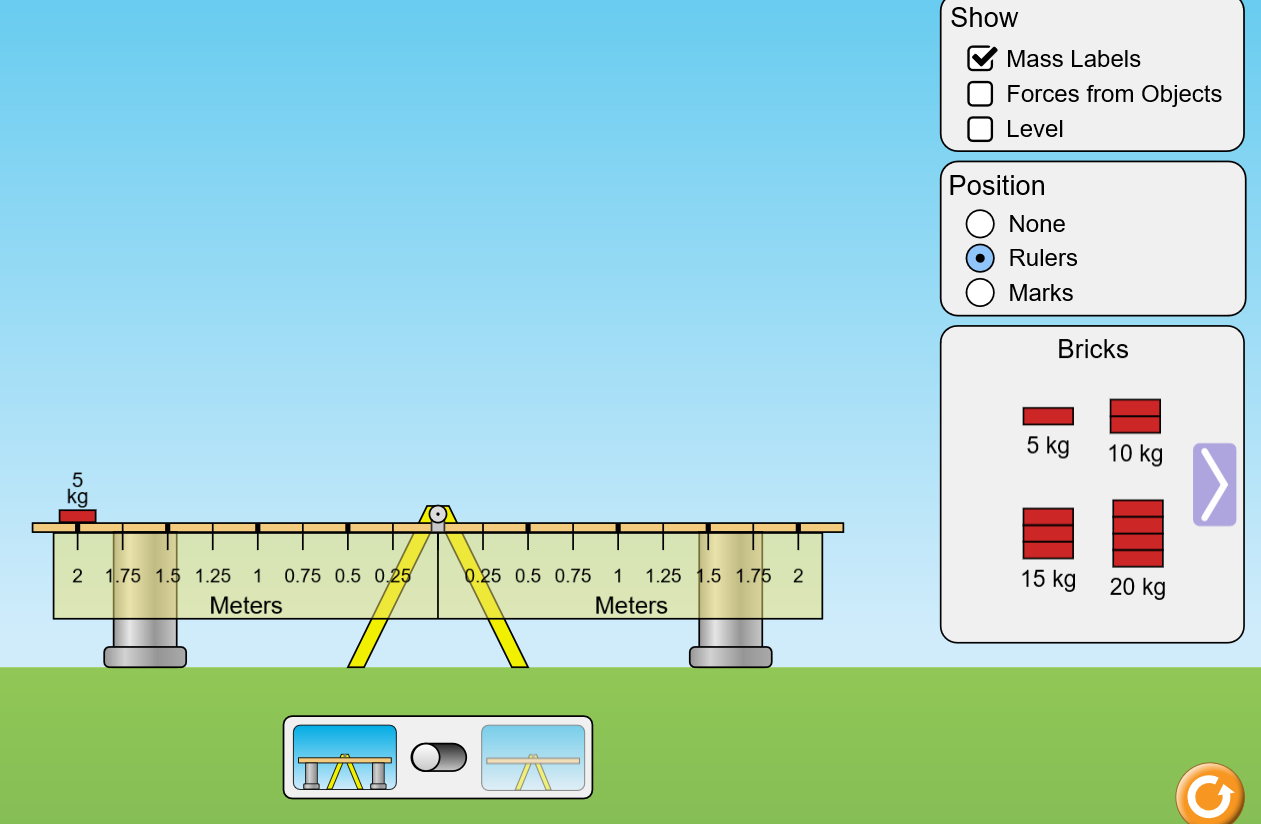 Show
Mass Labels
Forces from Objects
Level
Position
None
Rulers
Marks
Bricks
5 kg
10 kg
15 kg
20 kg
5
kg
2 1.75 1.5 1.25 1 0.75 0.5 0.25 0.25 0.5 0.75 1 1.25 1.5 1.75 2
Meters Meters